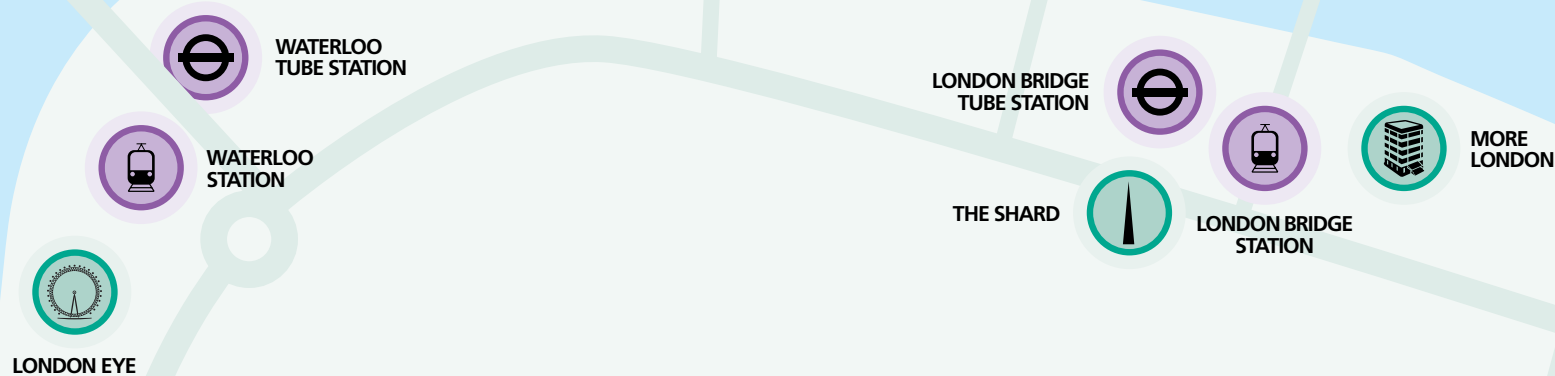 WATERLOO
TUBE STATION
WATERLOO
STATION
LONDON EYE
LONDON BRIDGE
TUBE STATION
THE SHARD
LONDON BRIDGE
STATION
MORE
LONDON